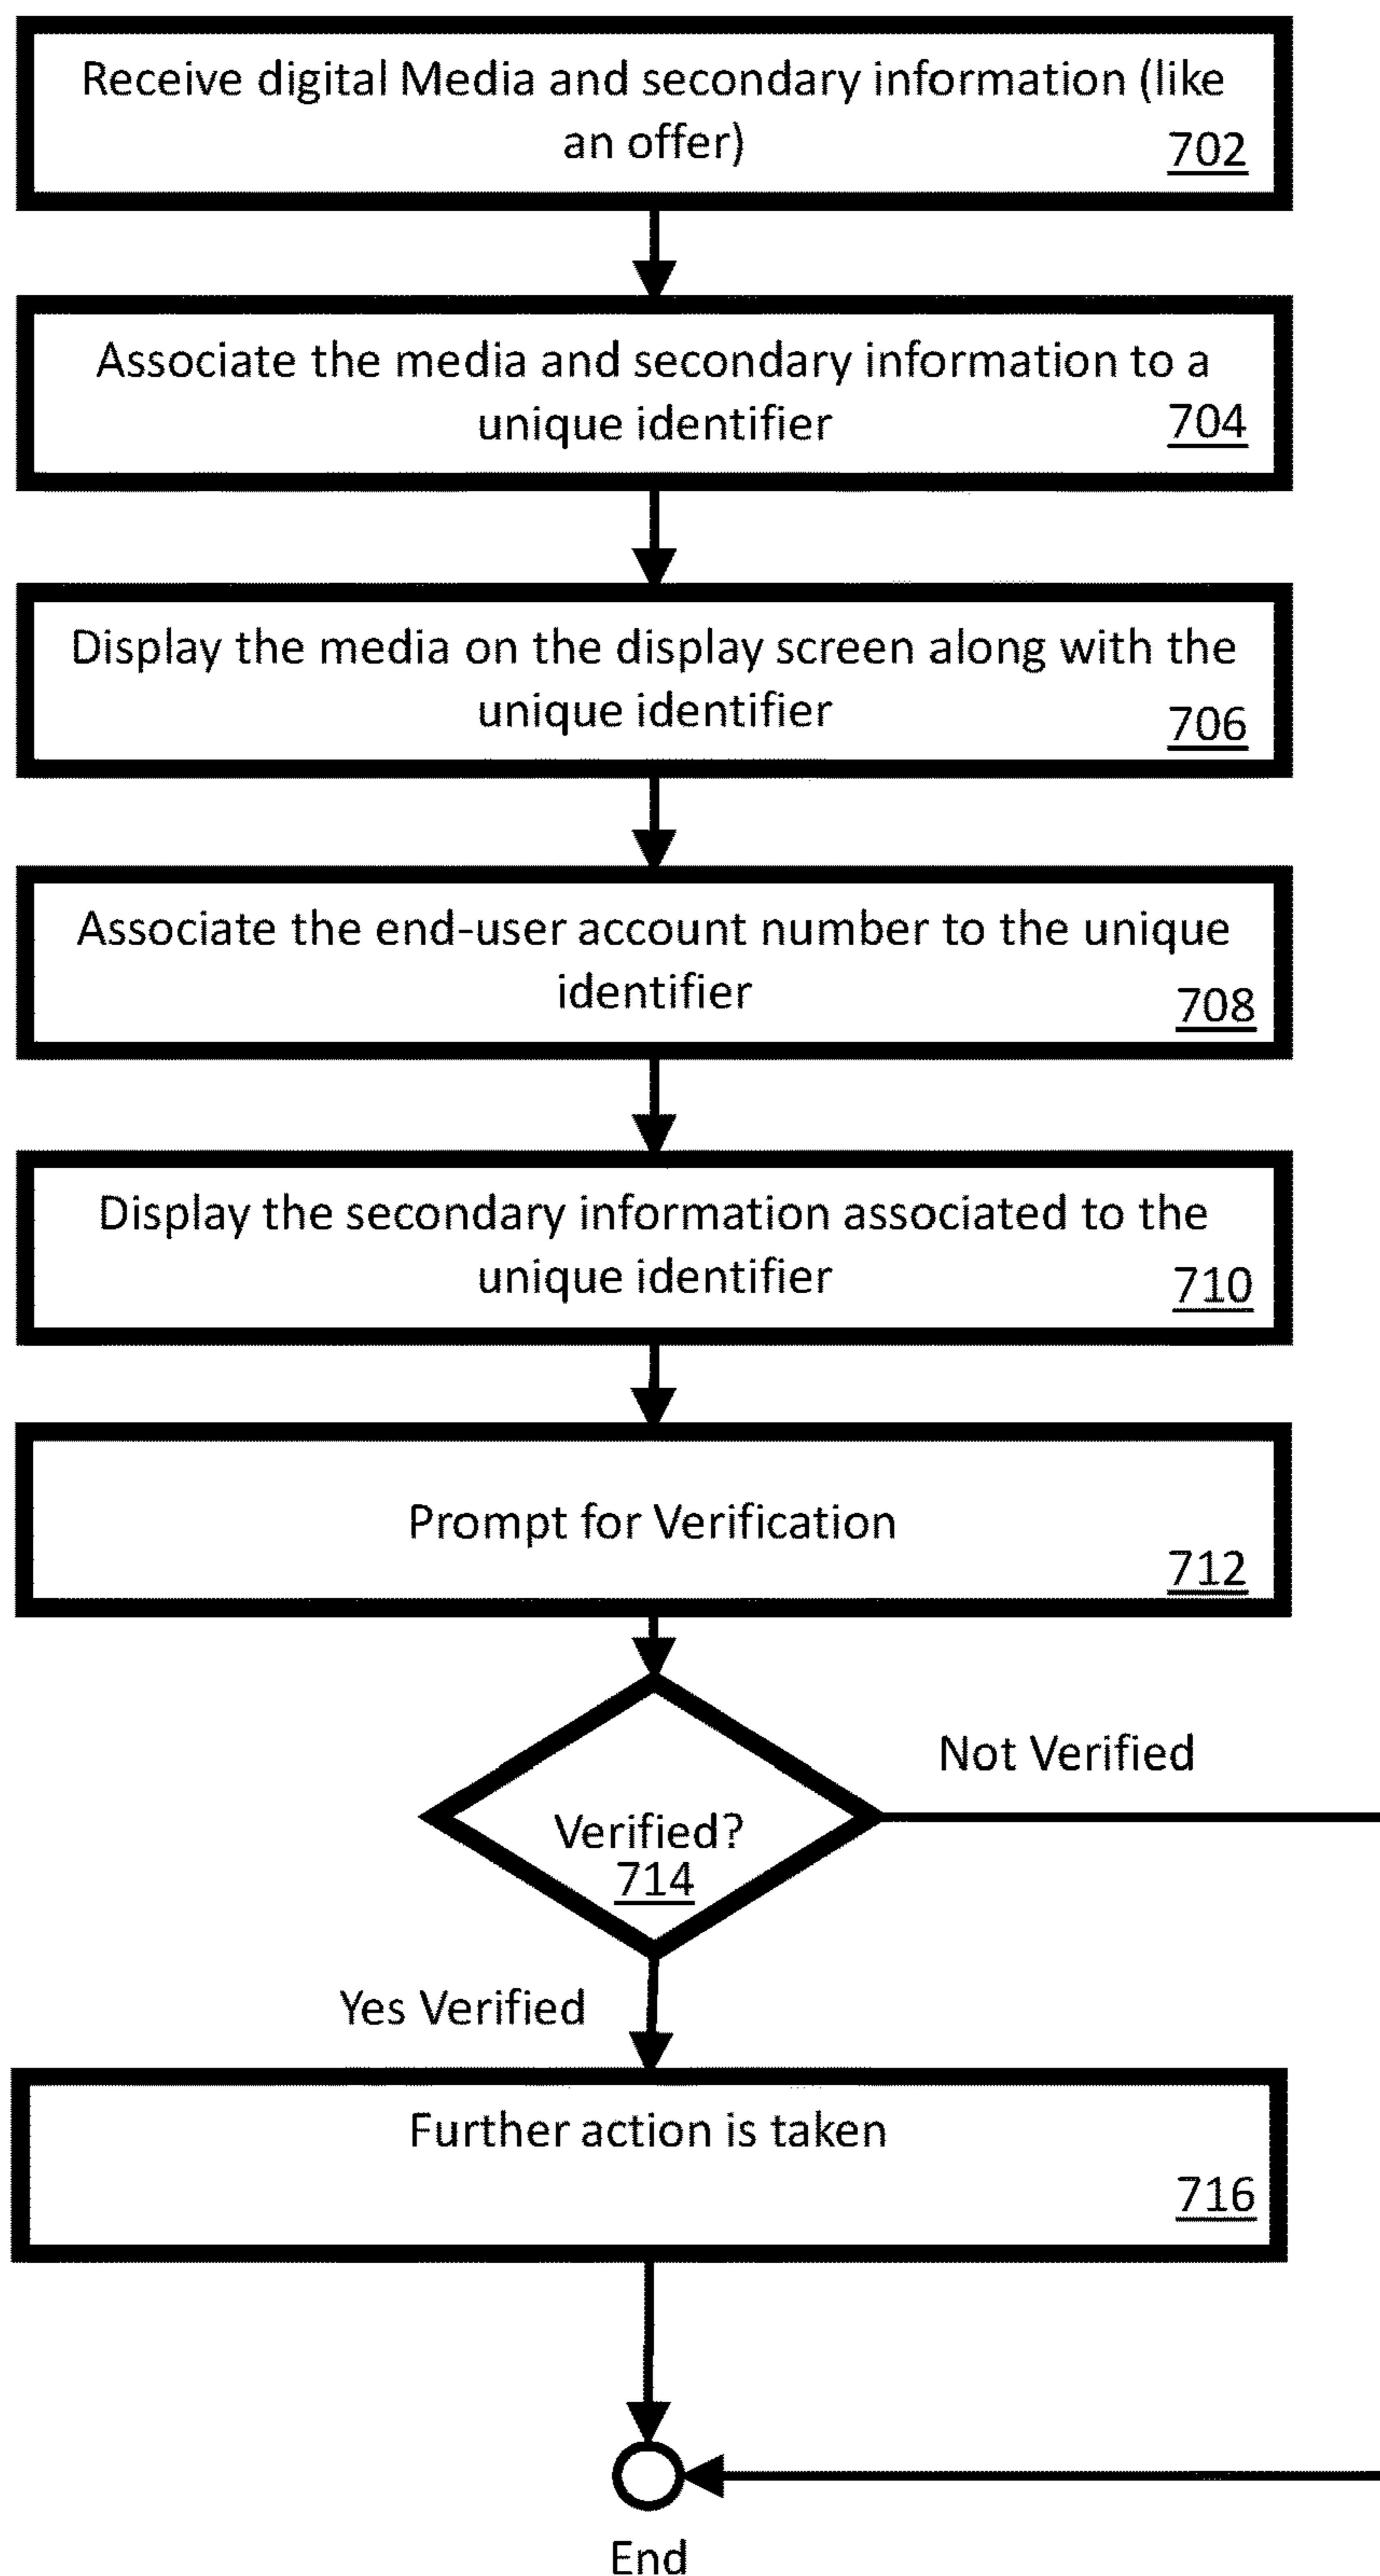 Receive digital Media and secondary information (like
an offer)
702
Associate the media and secondary information to a
unique identifier
704
Display the media on the display screen along with the
unique identifier
706
Associate the end-user account number to the unique
identifier
708
Display the secondary information associated to the
unique identifier
710
Prompt for Verification
712
Not Verified
Verified?
714
Yes Verified
Further action is taken
716
End